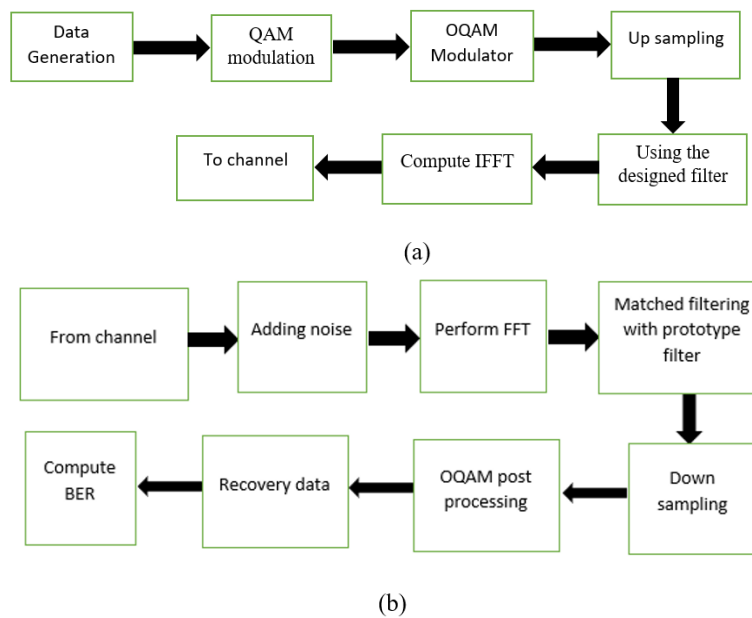 Data
Generation
QAM
modulation
OQAM
Modulator
Up sampling
Using the
designed filter
Compute IFFT
To channel
(a)
From channel
Adding noise
Perform FFT
Matched filtering
with prototype
filter
Down
sampling
OQAM post
processing
Recovery data
Compute
BER
(b)